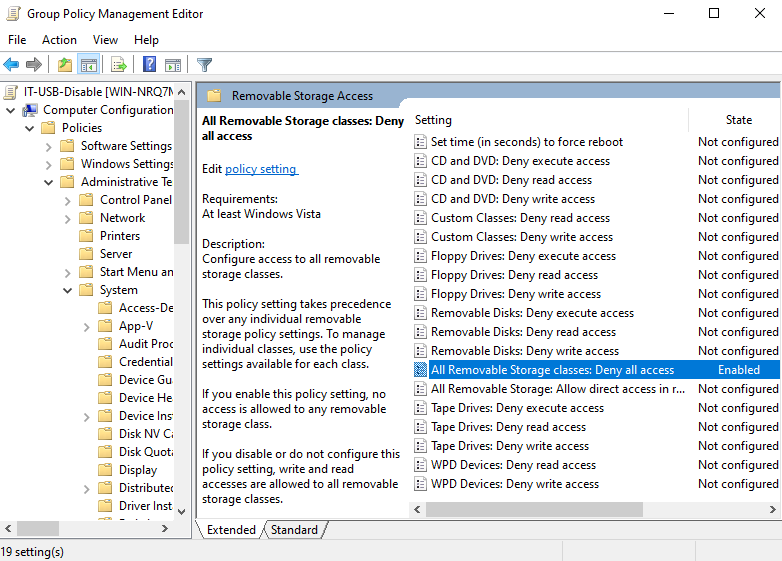 Group Policy Management Editor
File Action View Help
IT-USB-Disable [WIN-NRQ7M
Computer Configuration
Policies
Software Settings
Windows Settings
Administrative Te
Control Panel
Network
Printers
Server
Start Menu an
System
Access-De
App-V
Audit Proc
Credential
Device Gu
Device He
Device Ins
Disk NV Ca
Disk Quota
Display
Distributed
Driver Inst
Removable Storage Access
All Removable Storage classes: Deny
all access
Edit policy setting
Requirements:
At least Windows Vista
Description:
Configure access to all removable
storage classes.
This policy setting takes precedence
over any individual removable
storage policy settings. To manage
individual classes, use the policy
settings available for each class.
If you enable this policy setting, no
access is allowed to any removable
storage class.
If you disable or do not configure this
policy setting, write and read
accesses are allowed to all removable
storage classes.
Setting State
Set time (in seconds) to force reboot Not configured
CD and DVD: Deny execute access Not configured
CD and DVD: Deny read access Not configured
CD and DVD: Deny write access Not configured
Custom Classes: Deny read access Not configured
Custom Classes: Deny write access Not configured
Floppy Drives: Deny execute access Not configured
Floppy Drives: Deny read access Not configured
Floppy Drives: Deny write access Not configured
Removable Disks: Deny execute access Not configured
Removable Disks: Deny read access Not configured
Removable Disks: Deny write access Not configured
All Removable Storage classes: Deny all access Enabled
All Removable Storage: Allow direct access in r... Not configured
Tape Drives: Deny execute access Not configured
Tape Drives: Deny read access Not configured
Tape Drives: Deny write access Not configured
WPD Devices: Deny read access Not configured
WPD Devices: Deny write access Not configured
Extended Standard
19 setting(s)